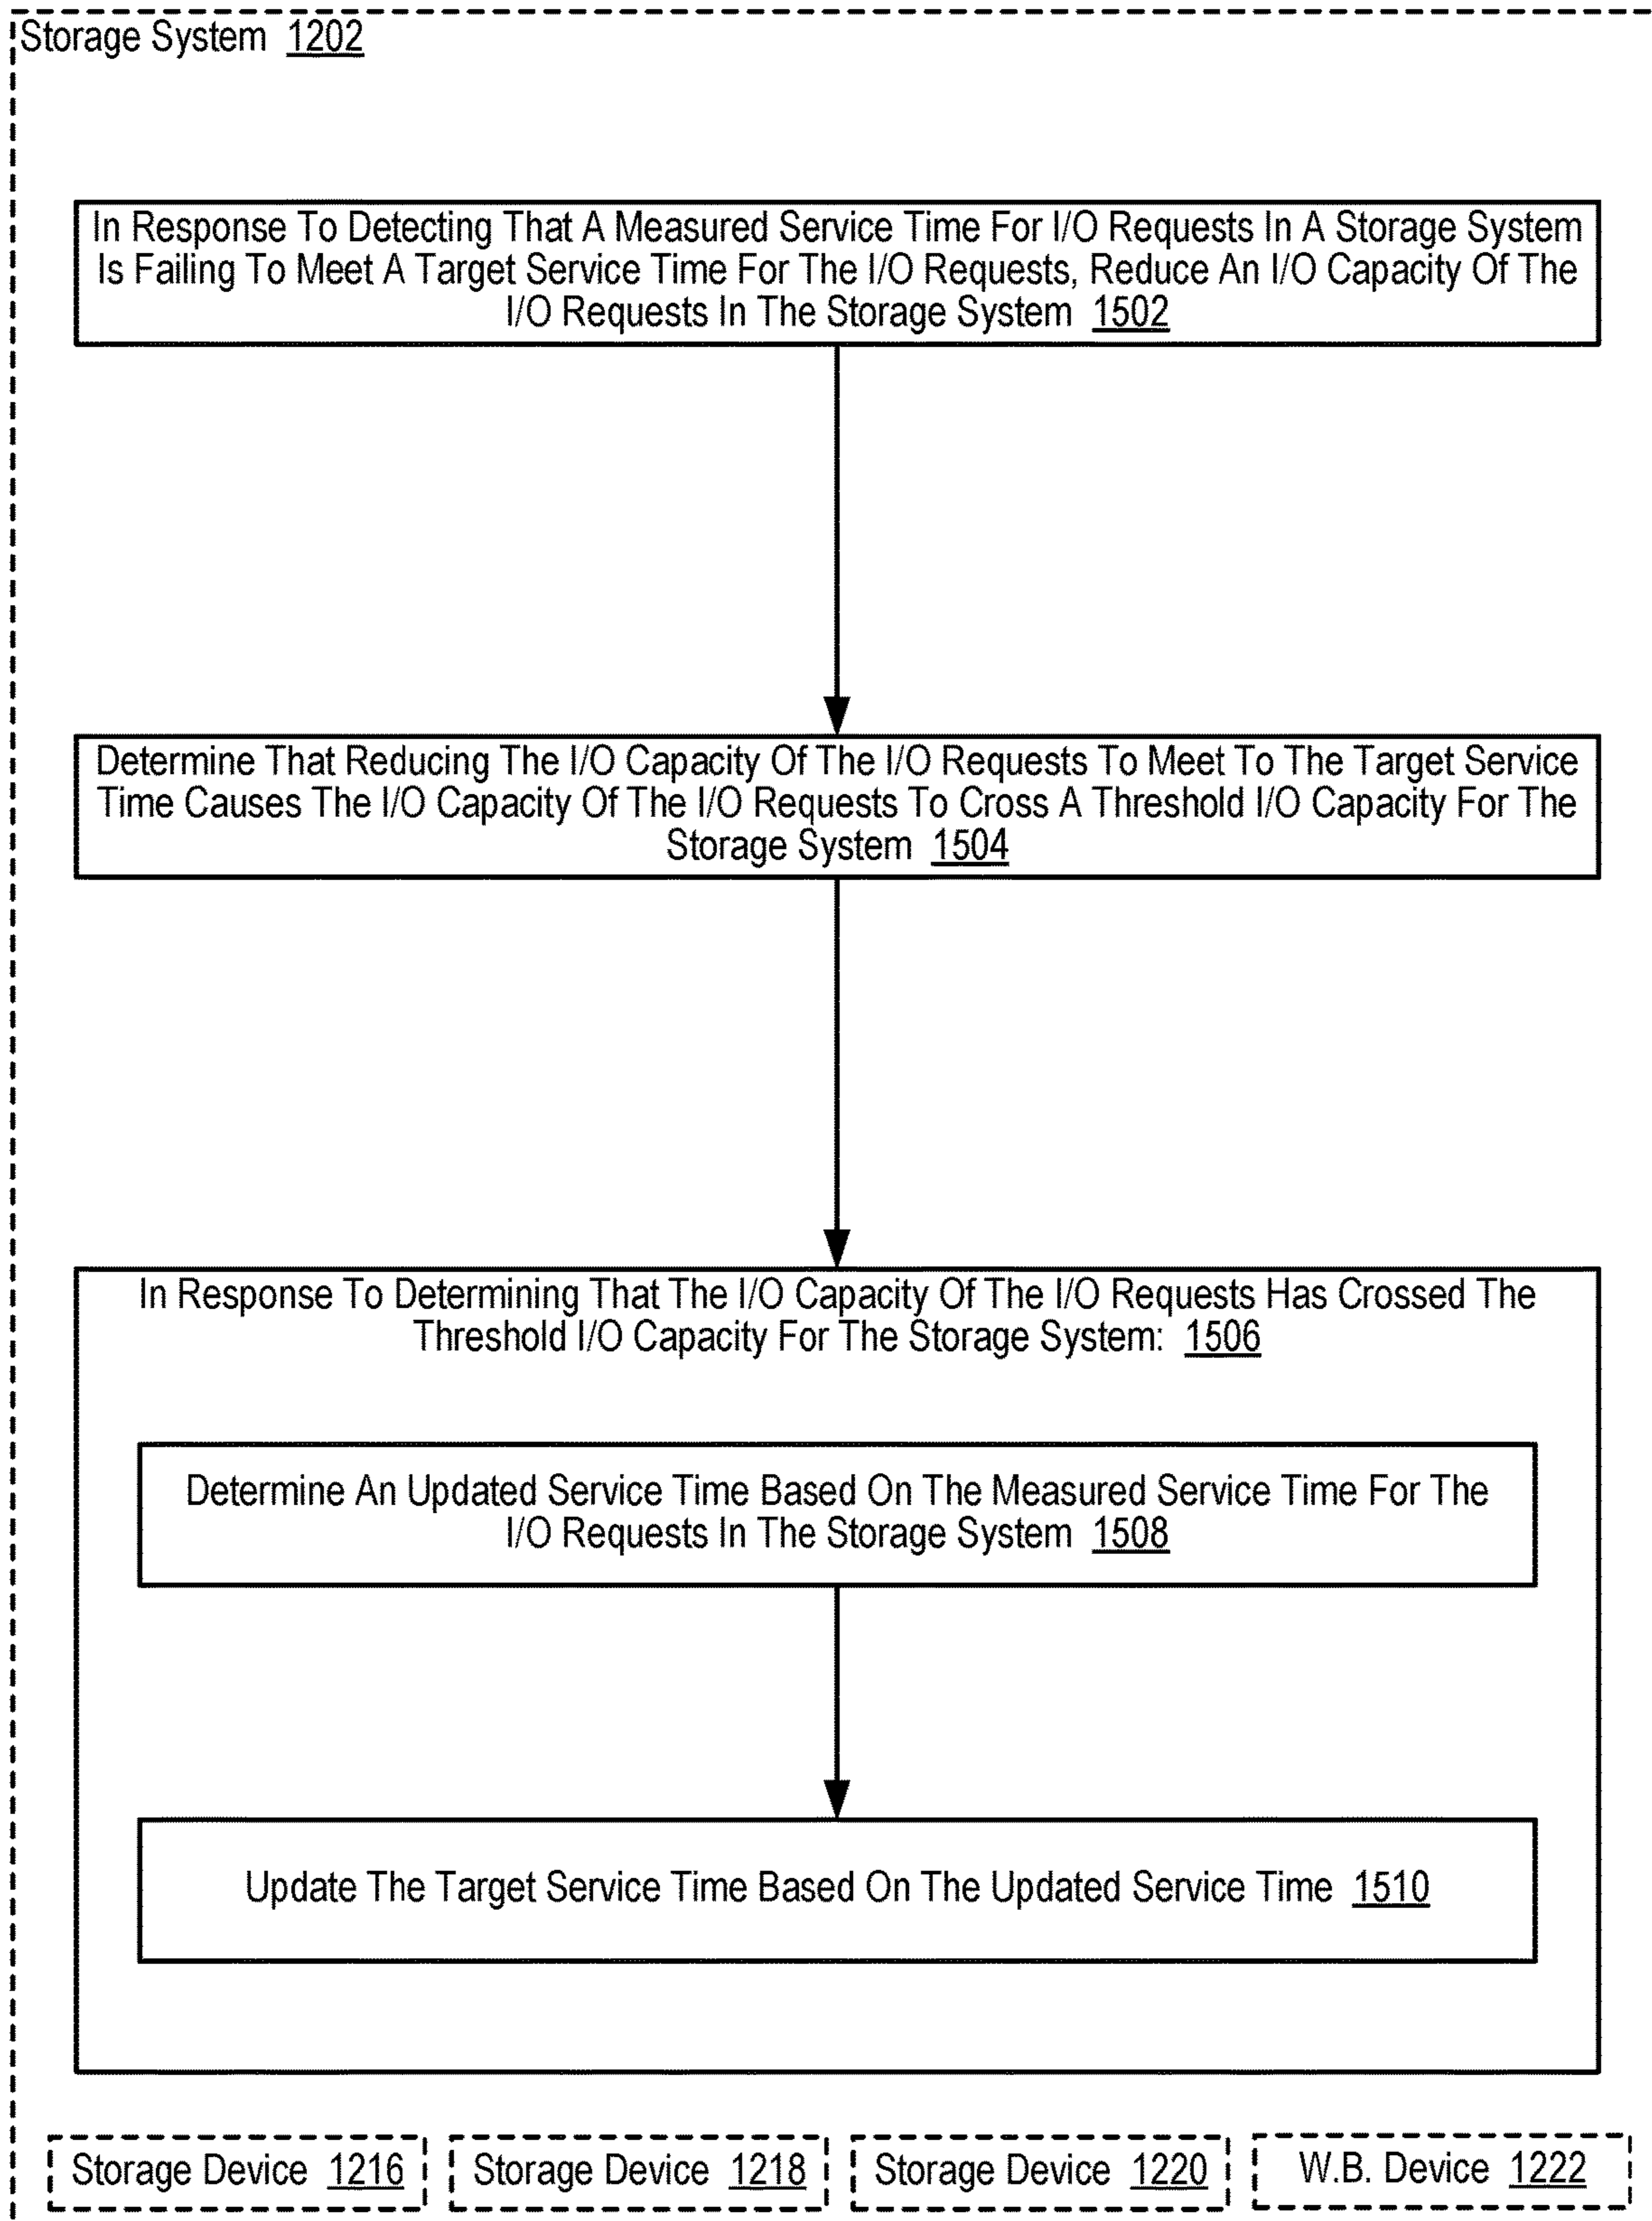 Storage System 1202
In Response To Detecting That A Measured Service Time For I/O Requests In A Storage System
Is Failing To Meet A Target Service Time For The I/O Requests, Reduce An I/O Capacity Of The
I/O Requests In The Storage System 1502
Determine That Reducing The I/O Capacity Of The I/O Requests To Meet To The Target Service
Time Causes The I/O Capacity Of The I/O Requests To Cross A Threshold I/O Capacity For The
Storage System 1504
In Response To Determining That The I/O Capacity Of The I/O Requests Has Crossed The
Threshold I/O Capacity For The Storage System: 1506
Determine An Updated Service Time Based On The Measured Service Time For The
I/O Requests In The Storage System 1508
Update The Target Service Time Based On The Updated Service Time 1510
Storage Device 1216
Storage Device 1218
Storage Device 1220
W.B. Device 1222